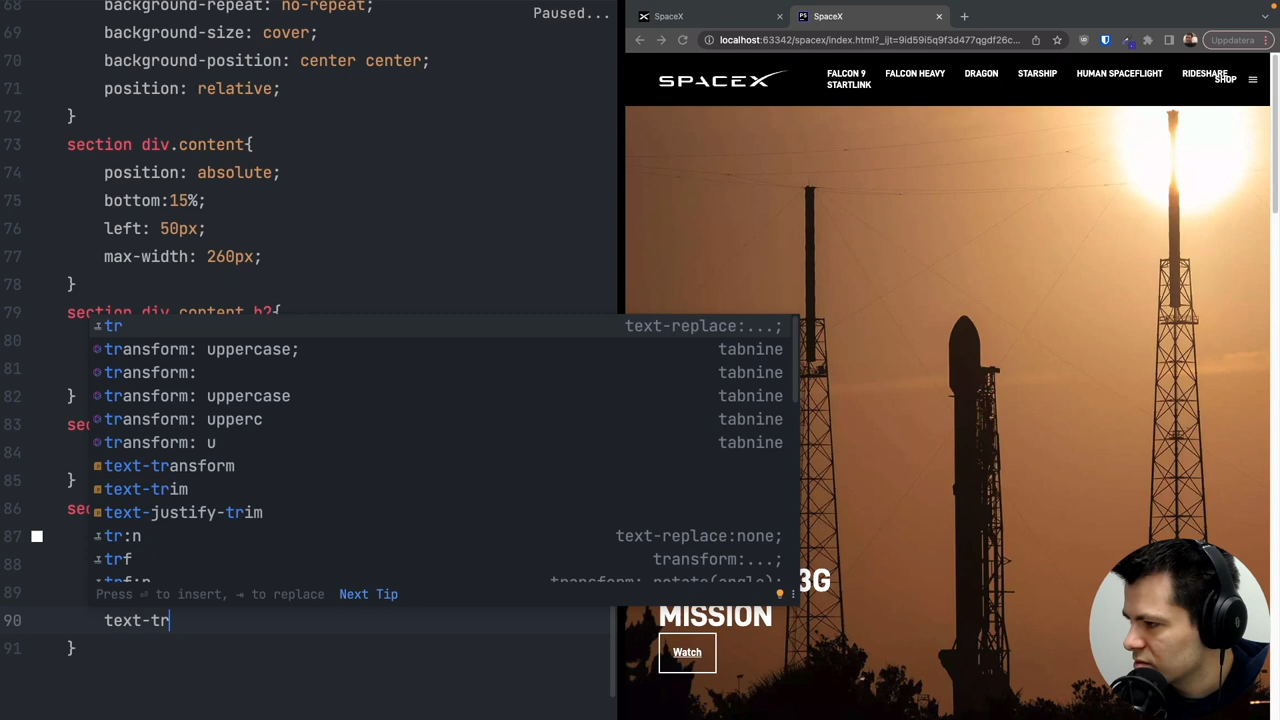 68
background-repeat: no-repeat;
Paused...
69
background-size: cover;
70
background-position: center center;
71
position: relative;
72
}
73
section div.content{
74
position: absolute;
75
bottom:15%;
76
left: 50px;
77
max-width: 260px;
78
}
79
section div.content h2{
80
81
82
}
83
84
85
}
86
87
88
89
90
text-tr
91
}
tr
text-replace:...;
transform: uppercase;
tabnine
transform:
tabnine
transform: uppercase
tabnine
transform: upperc
tabnine
transform: u
tabnine
text-transform
text-trim
text-justify-trim
tr:n
text-replace:none;
trf
transform:...;
trf:r
transform: rotate(angle);
Press ⏎ to insert, ⇥ to replace
Next Tip
SpaceX
SpaceX
localhost:63342/spacex/index.html?_ijt=9id59i5q9f3d477qgdf26c...
Uppdatera
SPACEX
FALCON 9
FALCON HEAVY
DRAGON
STARSHIP
HUMAN SPACEFLIGHT
RIDESHARE
STARTLINK
SHOP
3G
MISSION
Watch